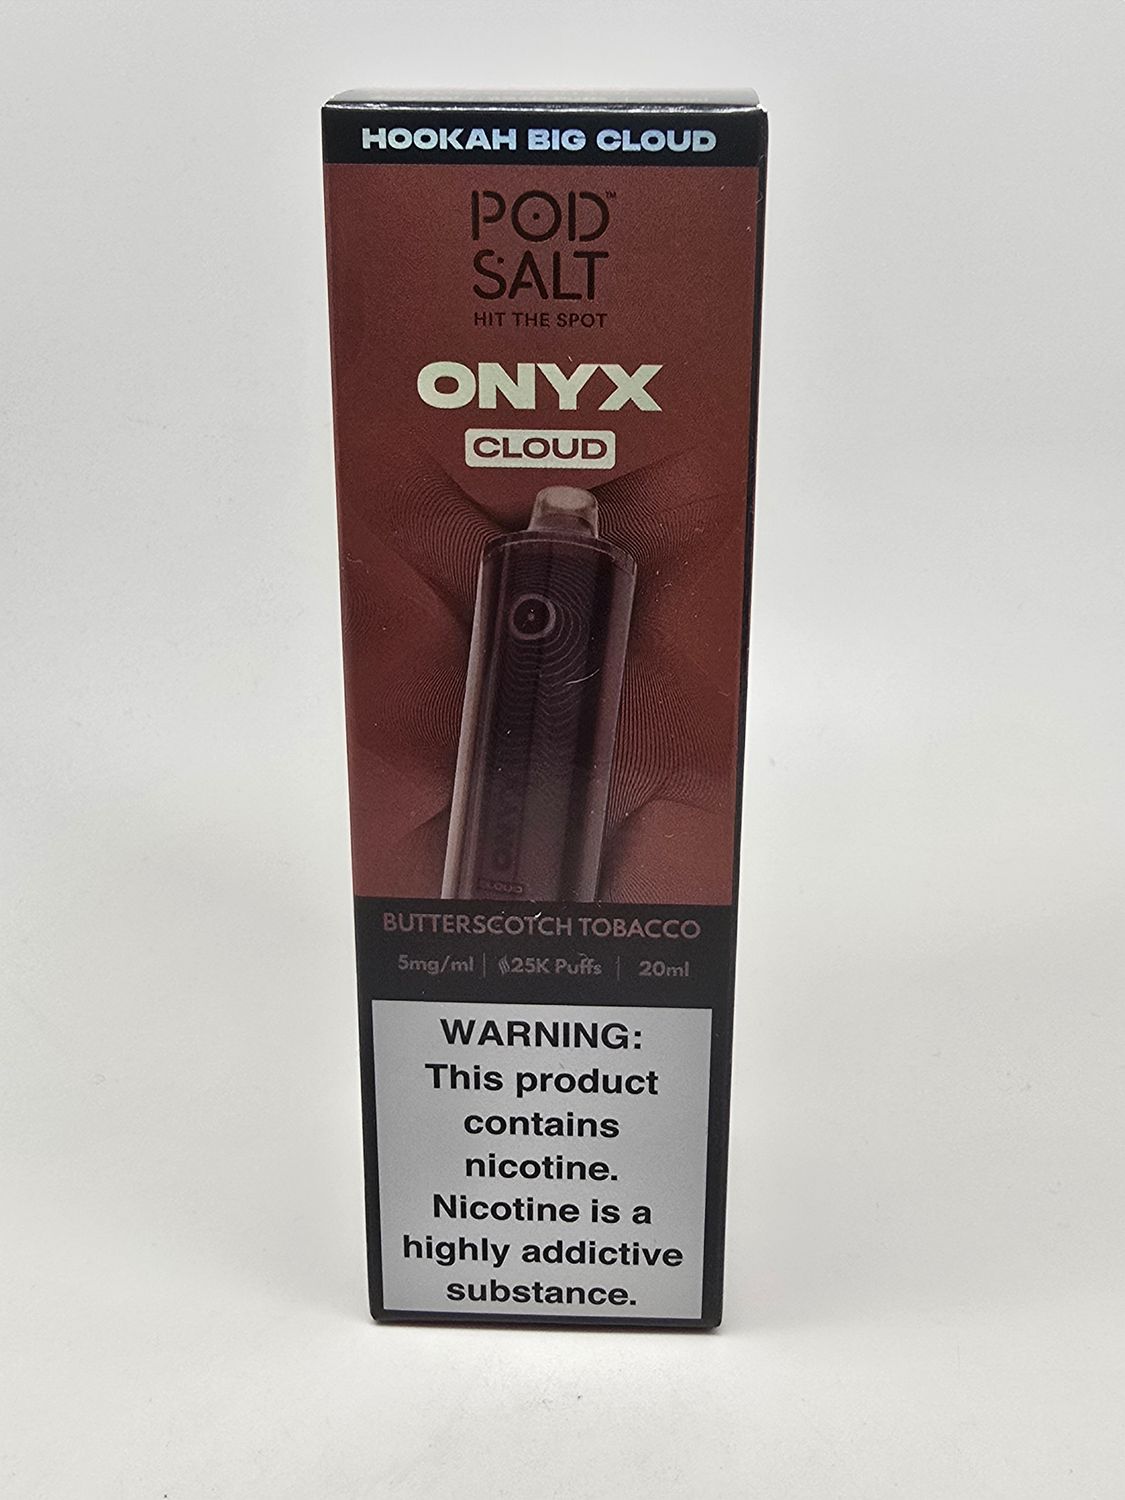 HOOKAH BIG CLOUD
POD™
SALT
HIT THE SPOT
ONYX
CLOUD
ONYX
CLOUD
BUTTERSCOTCH TOBACCO
5mg/ml | 25K Puffs | 20ml
WARNING:
This product
contains
nicotine.
Nicotine is a
highly addictive
substance.